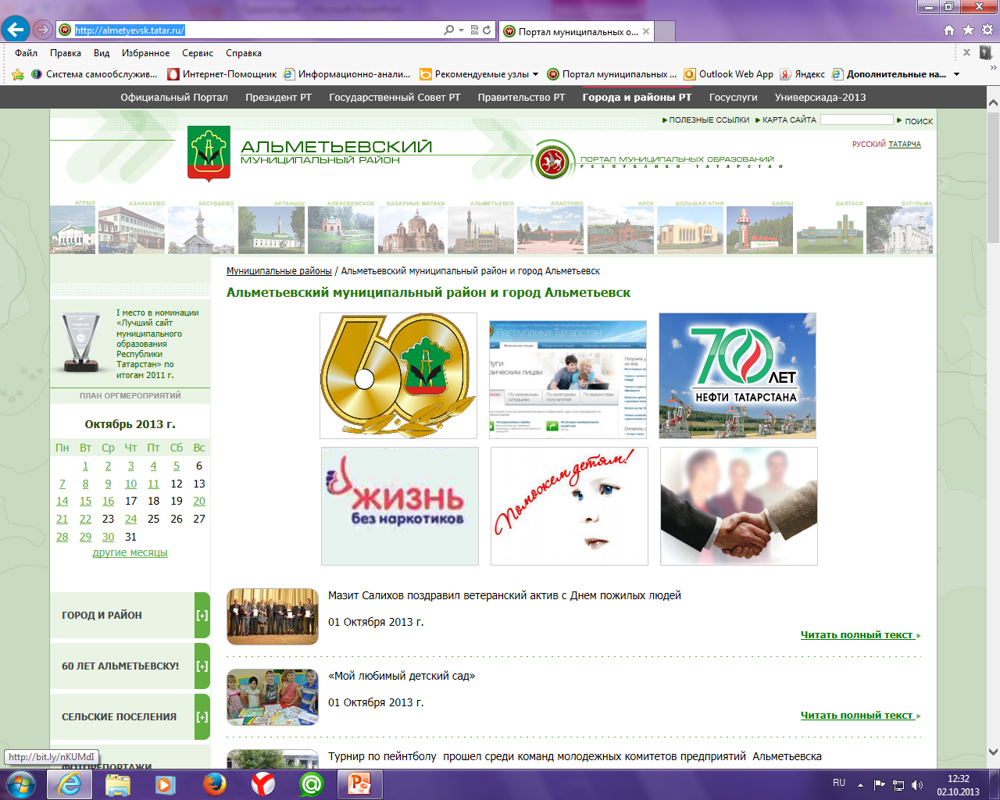 http://almetyevsk.tatar.ru/
Портал муниципальных о...
Файл Правка Вид Избранное Сервис Справка
Система самообслужив... Интернет-Помощник Информационно-анали... Рекомендуемые узлы Портал муниципальных ... Outlook Web App Яндекс Дополнительные на...
Официальный Портал Президент РТ Государственный Совет РТ Правительство РТ Города и районы РТ Госуслуги Универсиада-2013
ПОЛЕЗНЫЕ ССЫЛКИ КАРТА САЙТА ПОИСК
РУССКИЙ ТАТАРЧА
АЛЬМЕТЬЕВСКИЙ
МУНИЦИПАЛЬНЫЙ РАЙОН
ПОРТАЛ МУНИЦИПАЛЬНЫХ ОБРАЗОВАНИЙ
РЕСПУБЛИКИ ТАТАРСТАН
АГРЫЗ АЗНАКАЕВО АКСУБАЕВО АКТАНЫШ АЛЕКСЕЕВСКОЕ БАЗАРНЫЕ МАТАКИ АЛЬМЕТЬЕВСК АПАСТОВО АРСК БОЛЬШАЯ АТНЯ БАВЛЫ БАЛТАСИ БУГУЛЬМА
Муниципальные районы / Альметьевский муниципальный район и город Альметьевск
Альметьевский муниципальный район и город Альметьевск
I место в номинации
«Лучший сайт
муниципального
образования
Республики
Татарстан» по
итогам 2011 г.
ПЛАН ОРГМЕРОПРИЯТИЙ
Октябрь 2013 г.
Пн Вт Ср Чт Пт Сб Вс
1 2 3 4 5 6
7 8 9 10 11 12 13
14 15 16 17 18 19 20
21 22 23 24 25 26 27
28 29 30 31
другие месяцы
60
Республики Татарстан
70 ЛЕТ
НЕФТИ ТАТАРСТАНА
ЖИЗНЬ
без наркотиков
Поможем детям!
ГОРОД И РАЙОН [+]
60 ЛЕТ АЛЬМЕТЬЕВСКУ! [+]
СЕЛЬСКИЕ ПОСЕЛЕНИЯ [+]
ФОТОРЕПОРТАЖИ
Мазит Салихов поздравил ветеранский актив с Днем пожилых людей
01 Октября 2013 г.
Читать полный текст
«Мой любимый детский сад»
01 Октября 2013 г.
Читать полный текст
Турнир по пейнтболу прошел среди команд молодежных комитетов предприятий Альметьевска
http://bit.ly/nKUMdI
RU
12:32
02.10.2013